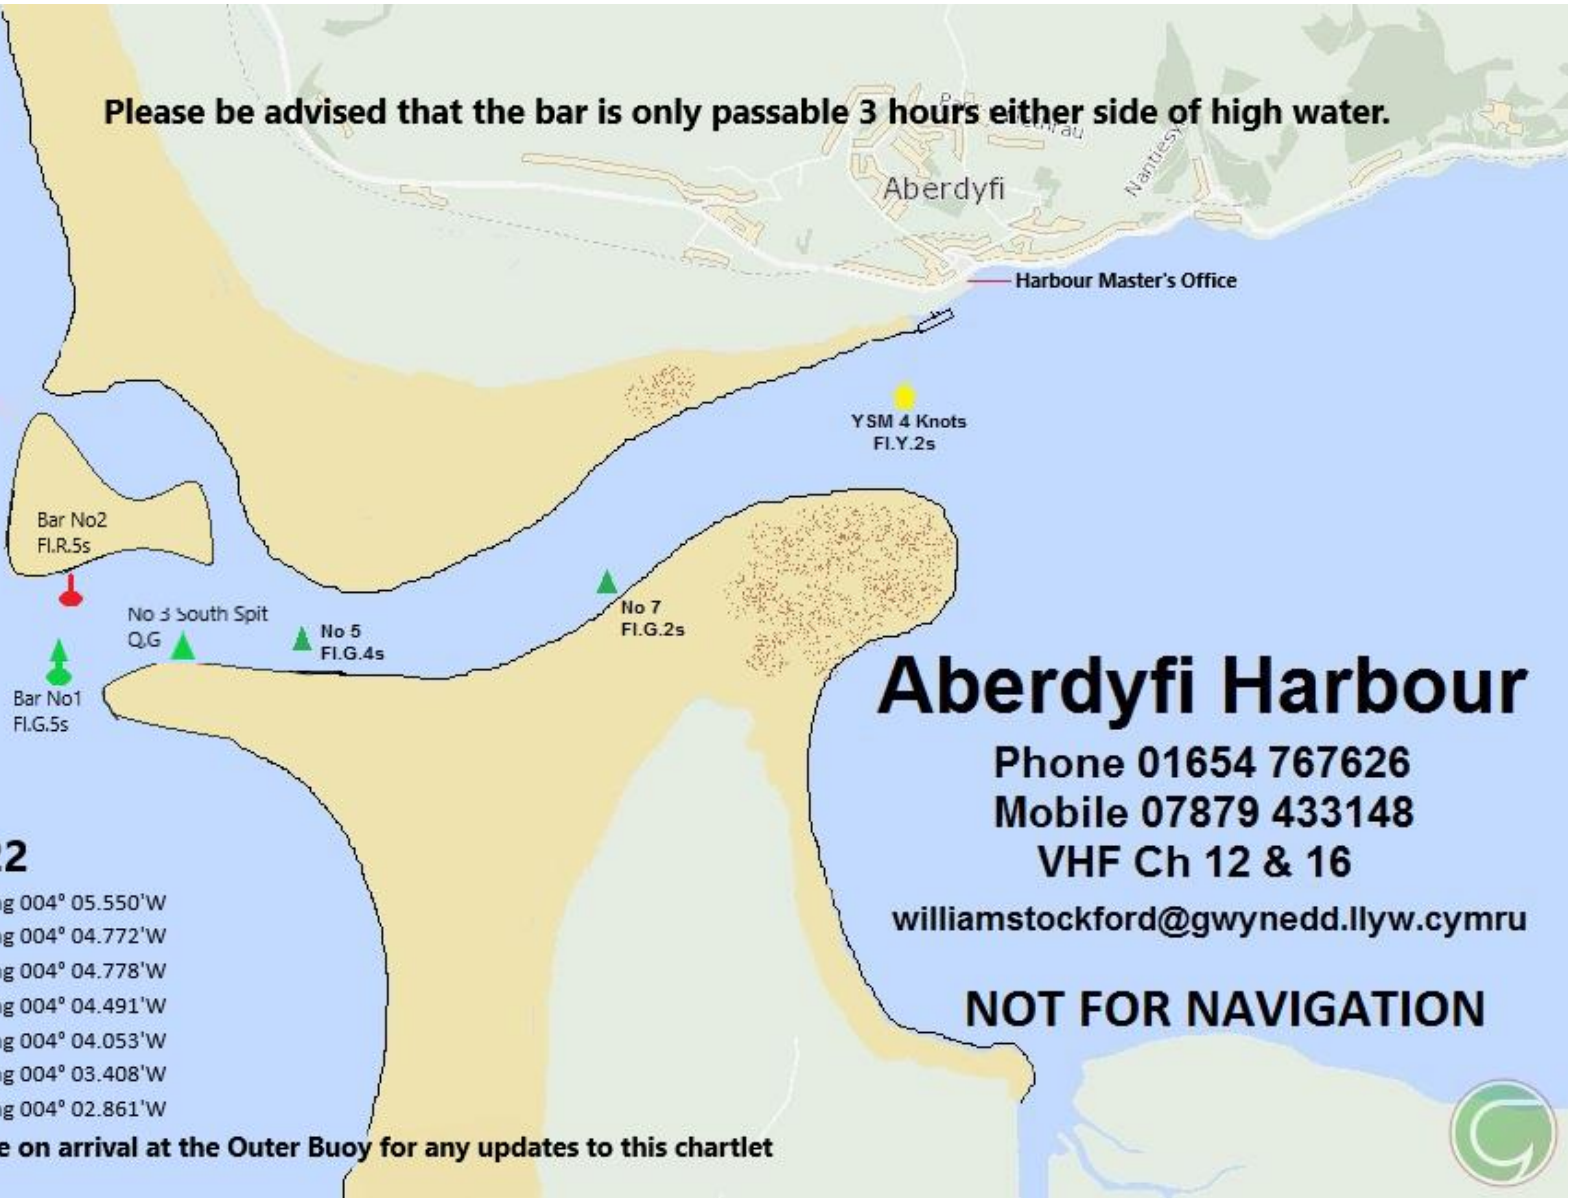 Please be advised that the bar is only passable 3 hours either side of high water.
Aberdyfi
Harbour Master's Office
YSM 4 Knots
Fl.Y.2s
Bar No2
Fl.R.5s
No 3 South Spit
Q.G
No 5
Fl.G.4s
No 7
Fl.G.2s
Bar No1
Fl.G.5s
Aberdyfi Harbour
Phone 01654 767626
Mobile 07879 433148
VHF Ch 12 & 16
williamstockford@gwynedd.llyw.cymru
NOT FOR NAVIGATION
004° 05.550'W
004° 04.772'W
004° 04.778'W
004° 04.491'W
004° 04.053'W
004° 03.408'W
004° 02.861'W
on arrival at the Outer Buoy for any updates to this chartlet